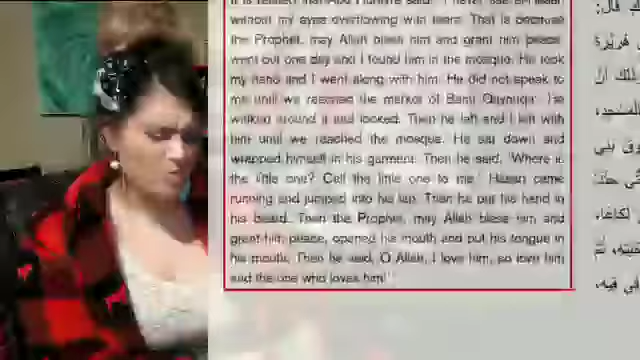 without my eyes overflowing with tears. That is because
the Prophet, may Allah bless him and grant him peace,
went out one day and I found him in the mosque. He took
my hand and I went along with him. He did not speak to
me until we reached the market of Banu Qaynuqa'. He
walked around it and looked. Then he left and I left with
him until we reached the mosque. He sat down and
wrapped himself in his garment. Then he said, 'Where is
the little one? Call the little one to me.' Hasan came
running and jumped into his lap. Then he put his hand in
his beard. Then the Prophet, may Allah bless him and
grant him peace, opened his mouth and put his tongue in
his mouth. Then he said, 'O Allah, I love him, so love him
and the one who loves him!'
قال:
هريرة
ذلك أن
المسجد،
بني